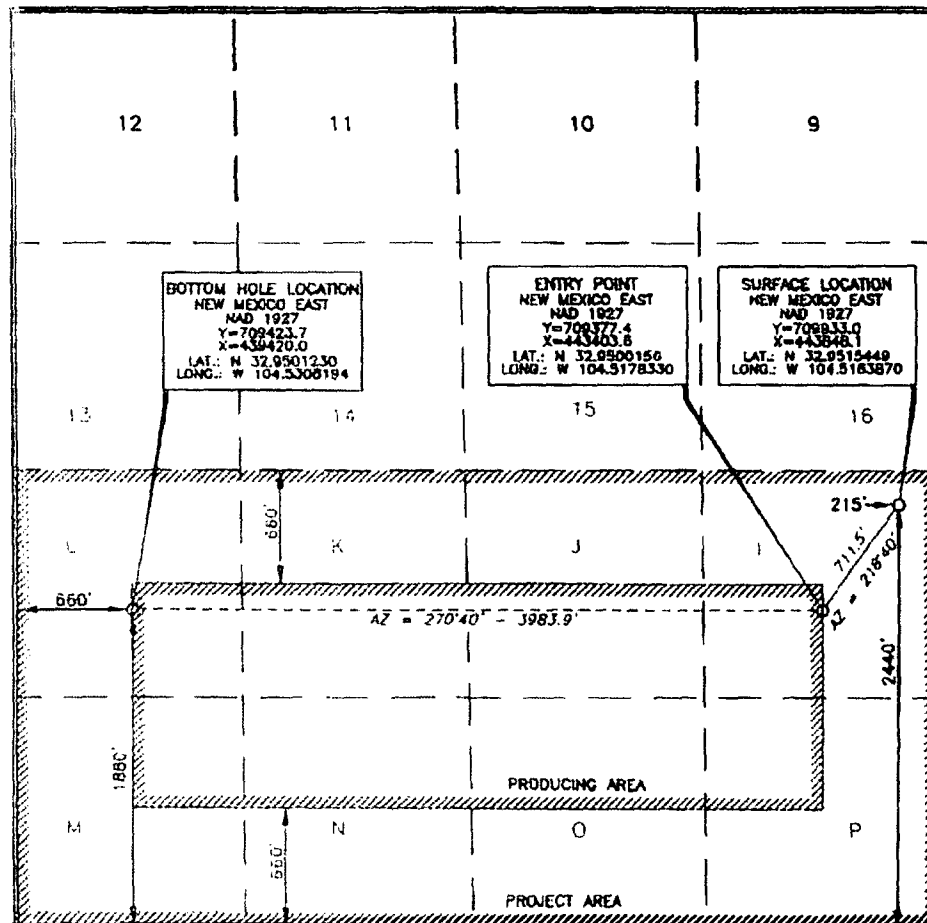 12
11
10
9
BOTTOM HOLE LOCATION
NEW MEXICO EAST
NAD 1927
Y=709423.7
X=439420.0
LAT.: N 32.9501230
LONG.: W 104.5308194
ENTRY POINT
NEW MEXICO EAST
NAD 1927
Y=709377.4
X=443403.6
LAT.: N 32.9500156
LONG.: W 104.5178330
SURFACE LOCATION
NEW MEXICO EAST
NAD 1927
Y=709933.0
X=443848.1
LAT.: N 32.9515449
LONG.: W 104.5163870
13
14
15
16
L
K
J
I
660'
215'
711.5'
AZ = 218°40'
660'
AZ = 270°40' - 3983.9'
2440'
1880'
PRODUCING AREA
M
N
O
P
660'
PROJECT AREA